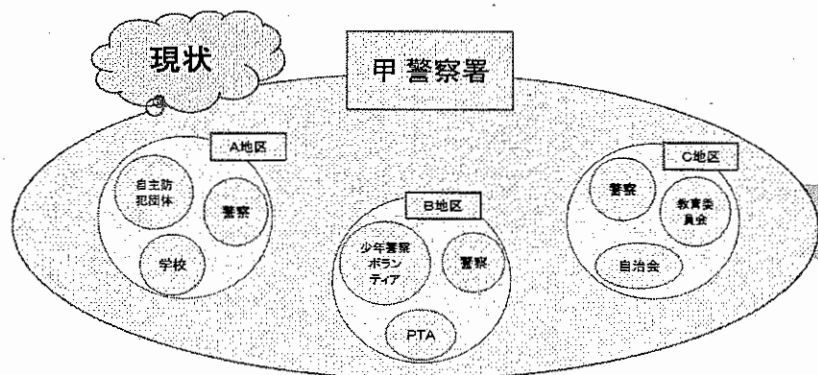 現状
甲警察署
A地区
自主防
犯団体
警察
学校
B地区
少年警察
ボラン
ティア
警察
PTA
C地区
警察
教育委
員会
自治会